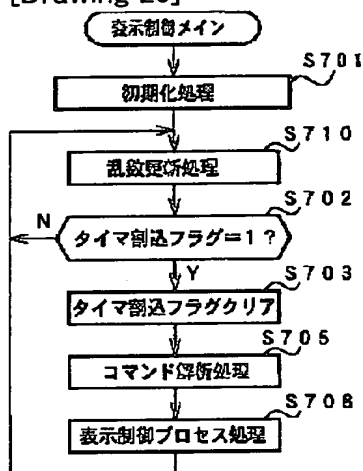 [Drawing 20]
表示制御メイン
S701
初期化処理
S710
乱数更新処理
S702
N
タイマ割込フラグ=1?
Y
S703
タイマ割込フラグクリア
S705
コマンド解析処理
S706
表示制御プロセス処理